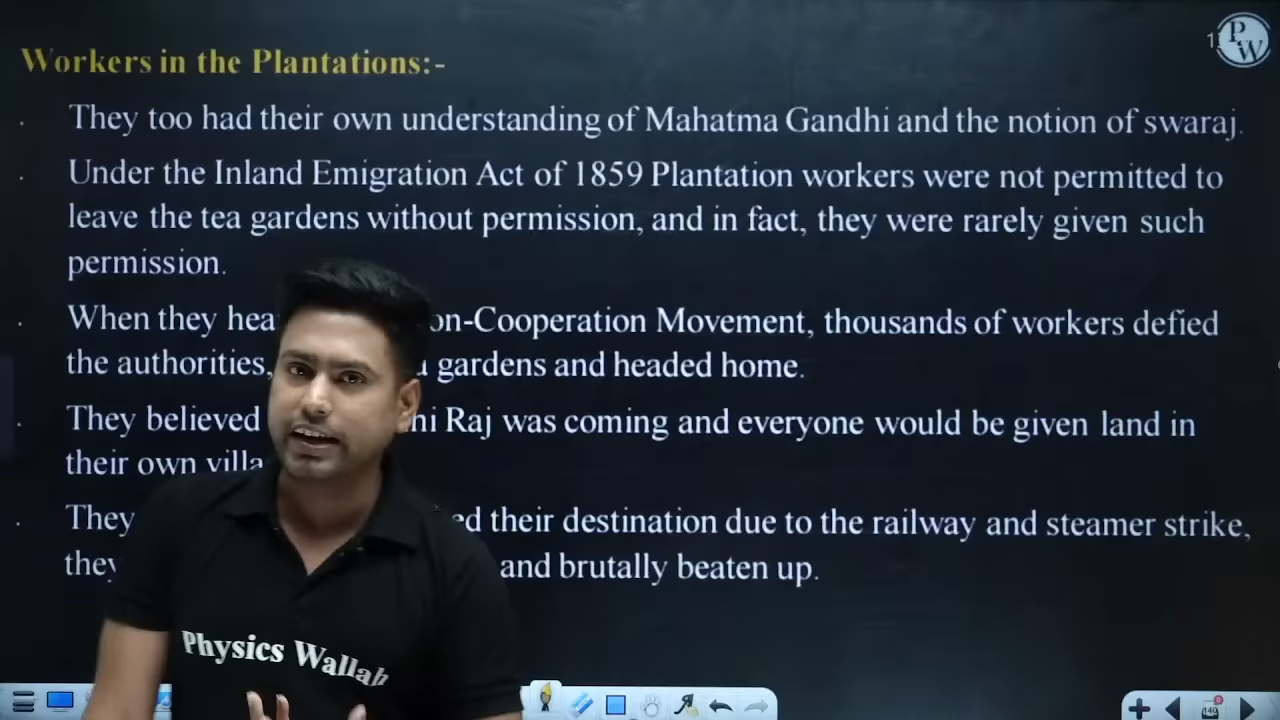 Workers in the Plantations:-
P
W
1
. They too had their own understanding of Mahatma Gandhi and the notion of swaraj.
. Under the Inland Emigration Act of 1859 Plantation workers were not permitted to
leave the tea gardens without permission, and in fact, they were rarely given such
permission.
. When they hea on-Cooperation Movement, thousands of workers defied
the authorities, gardens and headed home.
. They believed ni Raj was coming and everyone would be given land in
their own villa
. They ed their destination due to the railway and steamer strike,
they and brutally beaten up.
Physics Wallah
146